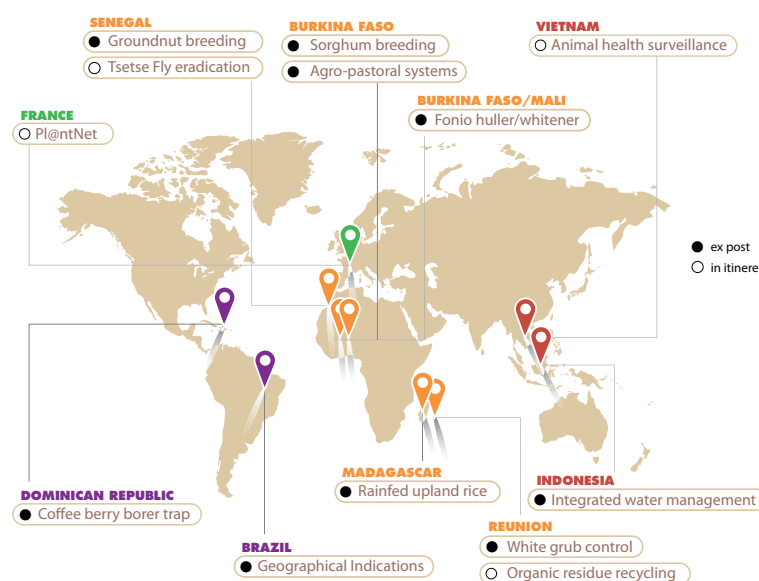 SENEGAL
Groundnut breeding
Tsetse Fly eradication
BURKINA FASO
Sorghum breeding
Agro-pastoral systems
VIETNAM
Animal health surveillance
BURKINA FASO/MALI
Fonio huller/whitener
FRANCE
Pl@ntNet
ex post
in itinere
DOMINICAN REPUBLIC
Coffee berry borer trap
MADAGASCAR
Rainfed upland rice
INDONESIA
Integrated water management
BRAZIL
Geographical Indications
REUNION
White grub control
Organic residue recycling